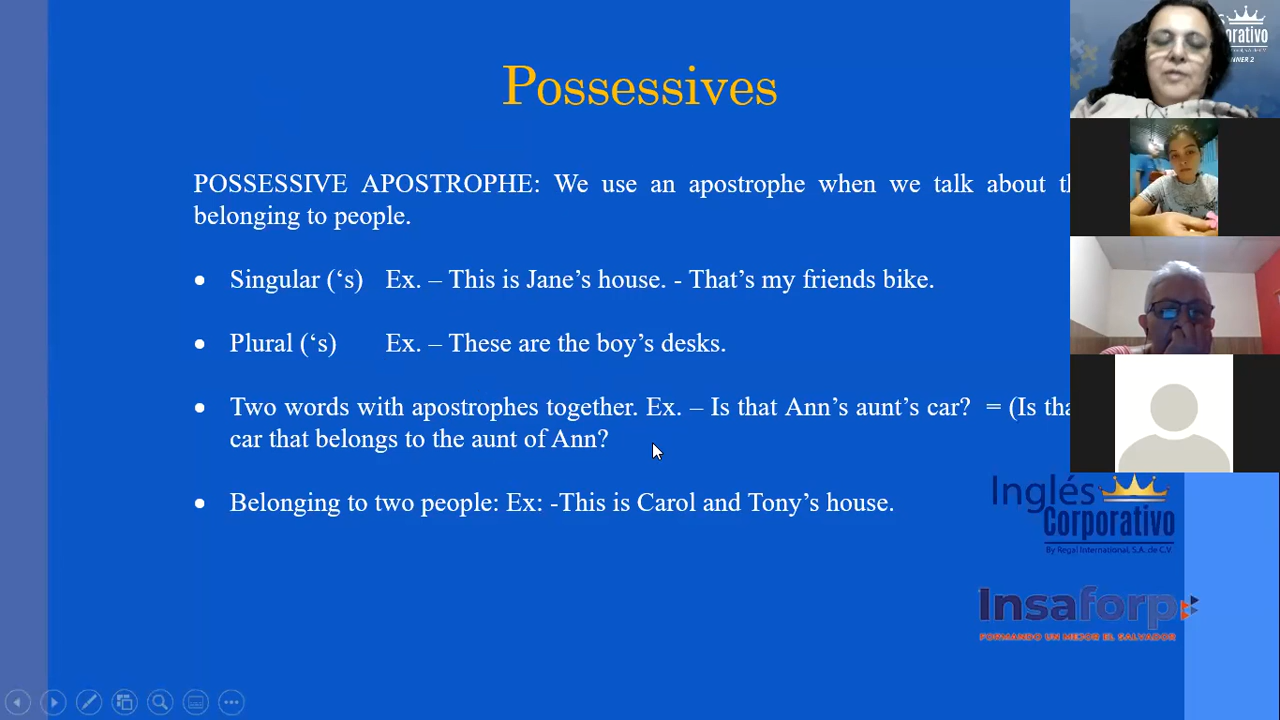 Possessives
POSSESSIVE APOSTROPHE: We use an apostrophe when we talk about
belonging to people.
• Singular (‘s) Ex. – This is Jane’s house. - That’s my friends bike.
• Plural (‘s) Ex. – These are the boy’s desks.
• Two words with apostrophes together. Ex. – Is that Ann’s aunt’s car? = (Is
car that belongs to the aunt of Ann?
• Belonging to two people: Ex: -This is Carol and Tony’s house.
Inglés
Corporativo
By Regal International, S.A. de C.V.
Insaforp
FORMANDO UN MEJOR EL SALVADOR